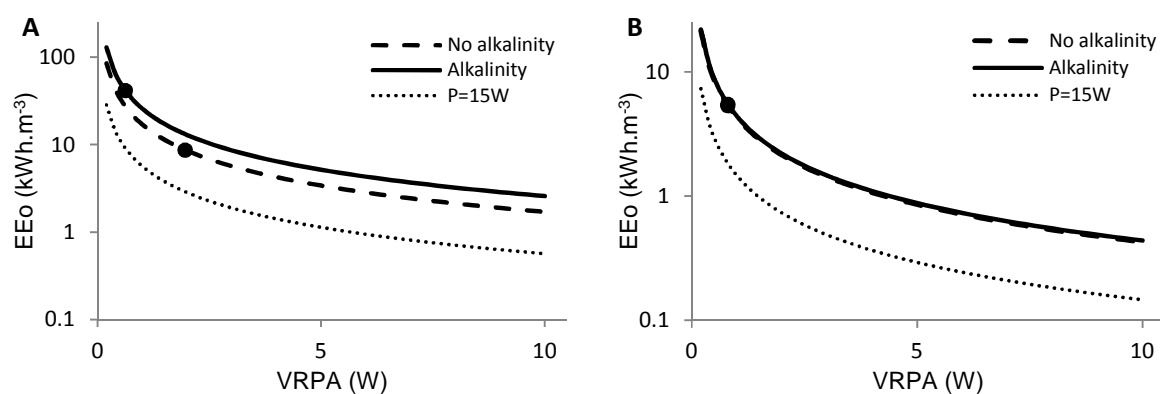 A
EEo (kWh.m-3)
100
10
1
0.1
0
5
10
VRPA (W)
No alkalinity
Alkalinity
P=15W
B
EEo (kWh.m-3)
10
1
0.1
0
5
10
VRPA (W)
No alkalinity
Alkalinity
P=15W